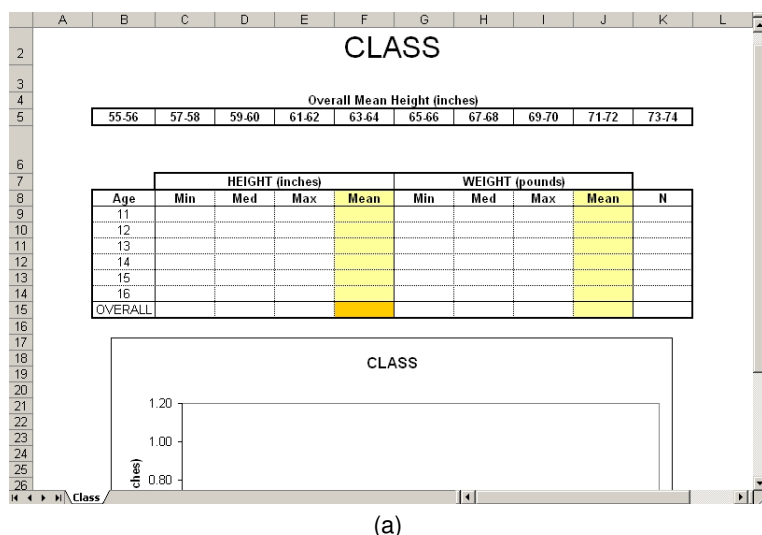 A B C D E F G H I J K L
2 CLASS
3
4 Overall Mean Height (inches)
5 55-56 57-58 59-60 61-62 63-64 65-66 67-68 69-70 71-72 73-74
6
7 HEIGHT (inches) WEIGHT (pounds)
8 Age Min Med Max Mean Min Med Max Mean N
9 11
10 12
11 13
12 14
13 15
14 16
15 OVERALL
16
17
18 CLASS
19
20
21 1.20
22
23 1.00
24
25 0.80
26 ches)
Class
(a)